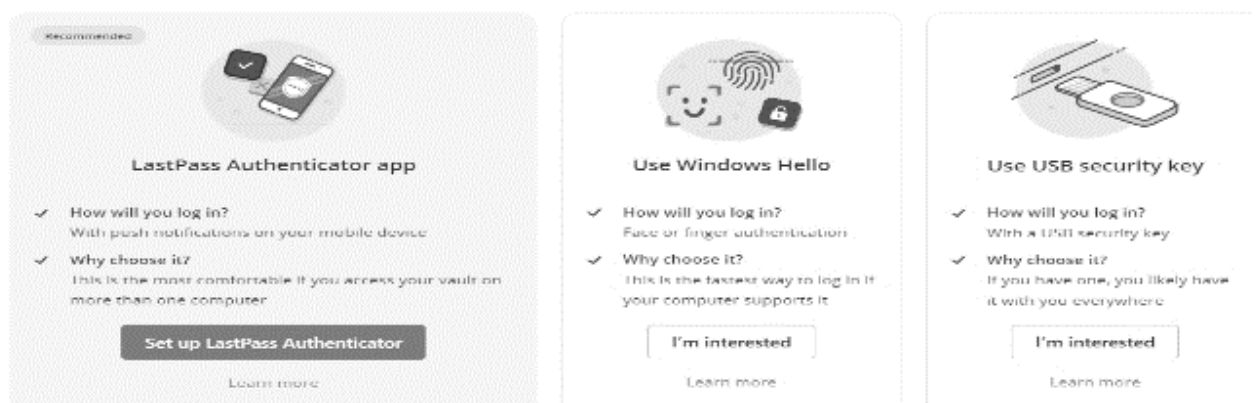 Recommended
LastPass Authenticator app
How will you log in?
With push notifications on your mobile device
Why choose it?
This is the most comfortable if you access your vault on
more than one computer
Set up LastPass Authenticator
Learn more
Use Windows Hello
How will you log in?
Face or finger authentication
Why choose it?
This is the fastest way to log in if
your computer supports it
I'm interested
Learn more
Use USB security key
How will you log in?
With a USB security key
Why choose it?
If you have one, you likely have
it with you everywhere
I'm interested
Learn more